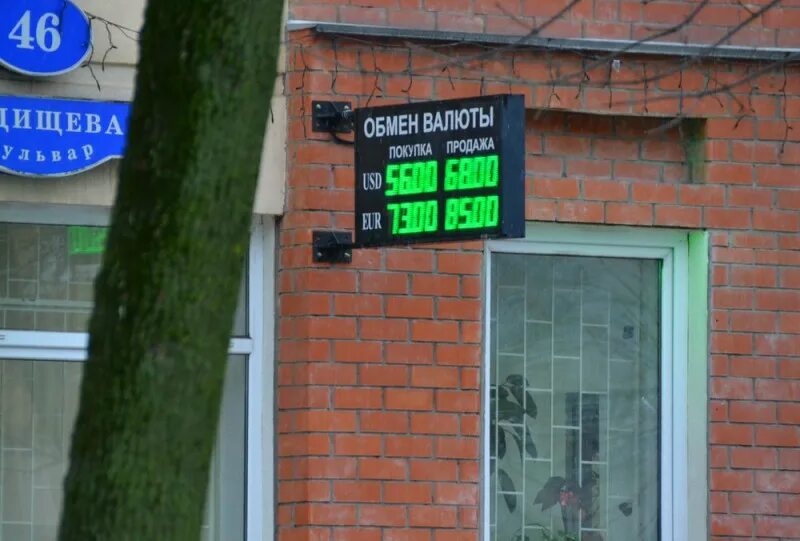 46
ДИЩЕВА
ульвар
ОБМЕН ВАЛЮТЫ
ПОКУПКА ПРОДАЖА
USD 56.00 68.00
EUR 73.00 85.00